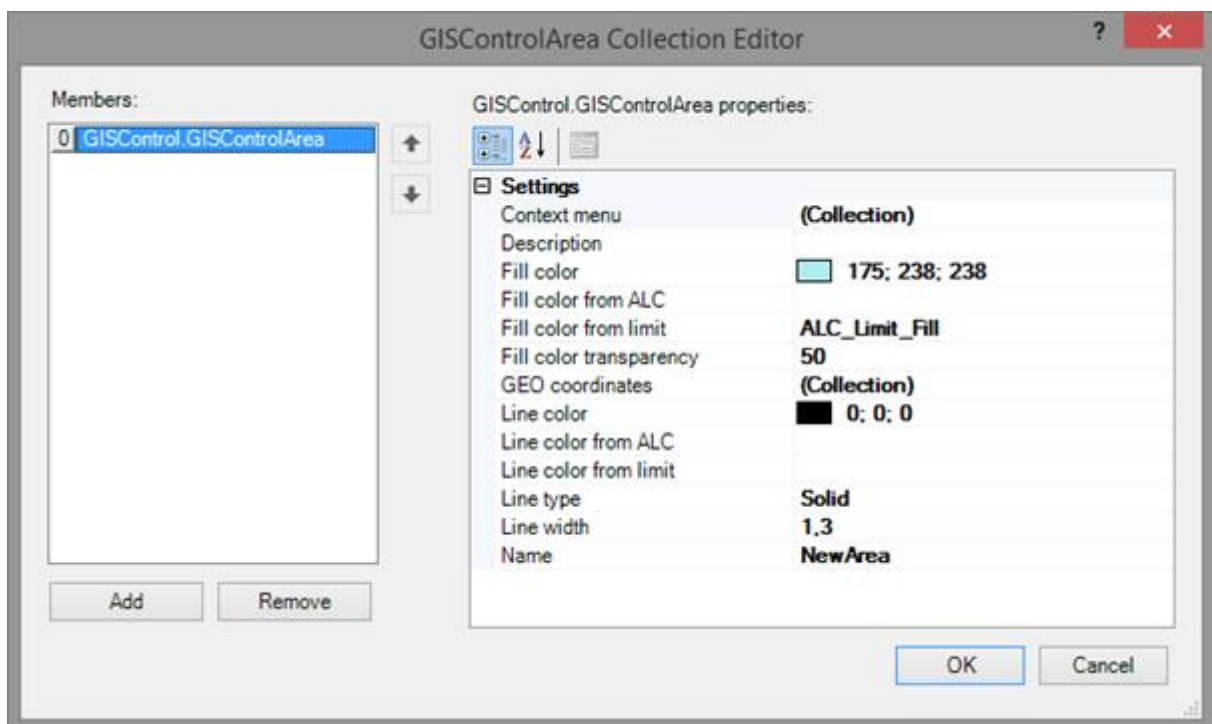 GISControlArea Collection Editor
?
Members:
0 GISControl.GISControlArea
Add
Remove
GISControl.GISControlArea properties:
Settings
Context menu (Collection)
Description
Fill color 175; 238; 238
Fill color from ALC
Fill color from limit ALC_Limit_Fill
Fill color transparency 50
GEO coordinates (Collection)
Line color 0; 0; 0
Line color from ALC
Line color from limit
Line type Solid
Line width 1,3
Name NewArea
OK
Cancel